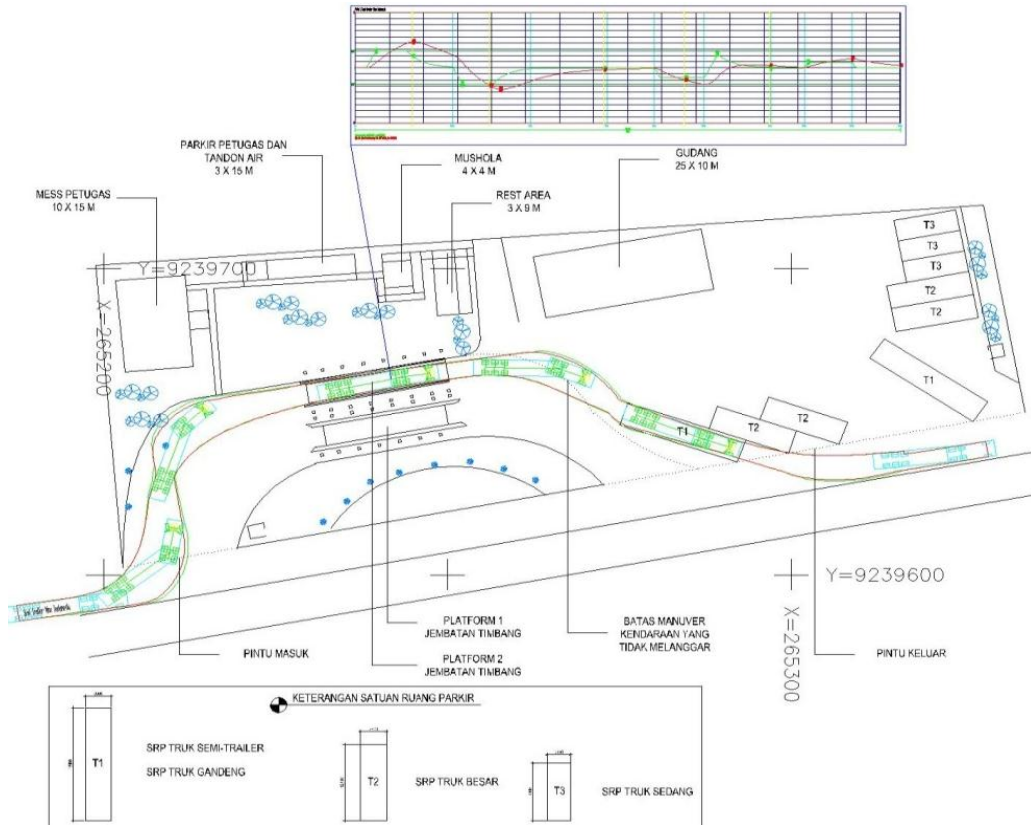 PARKIR PETUGAS DAN
TANDON AIR
3 X 15 M
MUSHOLA
4 X 4 M
GUDANG
25 X 10 M
MESS PETUGAS
10 X 15 M
REST AREA
3 X 9 M
Y=9239700
X=265200
T3
T3
T3
T2
T2
T1
T2
T2
T1
Y=9239600
X=265300
PLATFORM 1
JEMBATAN TIMBANG
BATAS MANUVER
KENDARAAN YANG
TIDAK MELANGGAR
PINTU MASUK
PLATFORM 2
JEMBATAN TIMBANG
PINTU KELUAR
KETERANGAN SATUAN RUANG PARKIR
T1
SRP TRUK SEMI-TRAILER
SRP TRUK GANDENG
T2
SRP TRUK BESAR
T3
SRP TRUK SEDANG